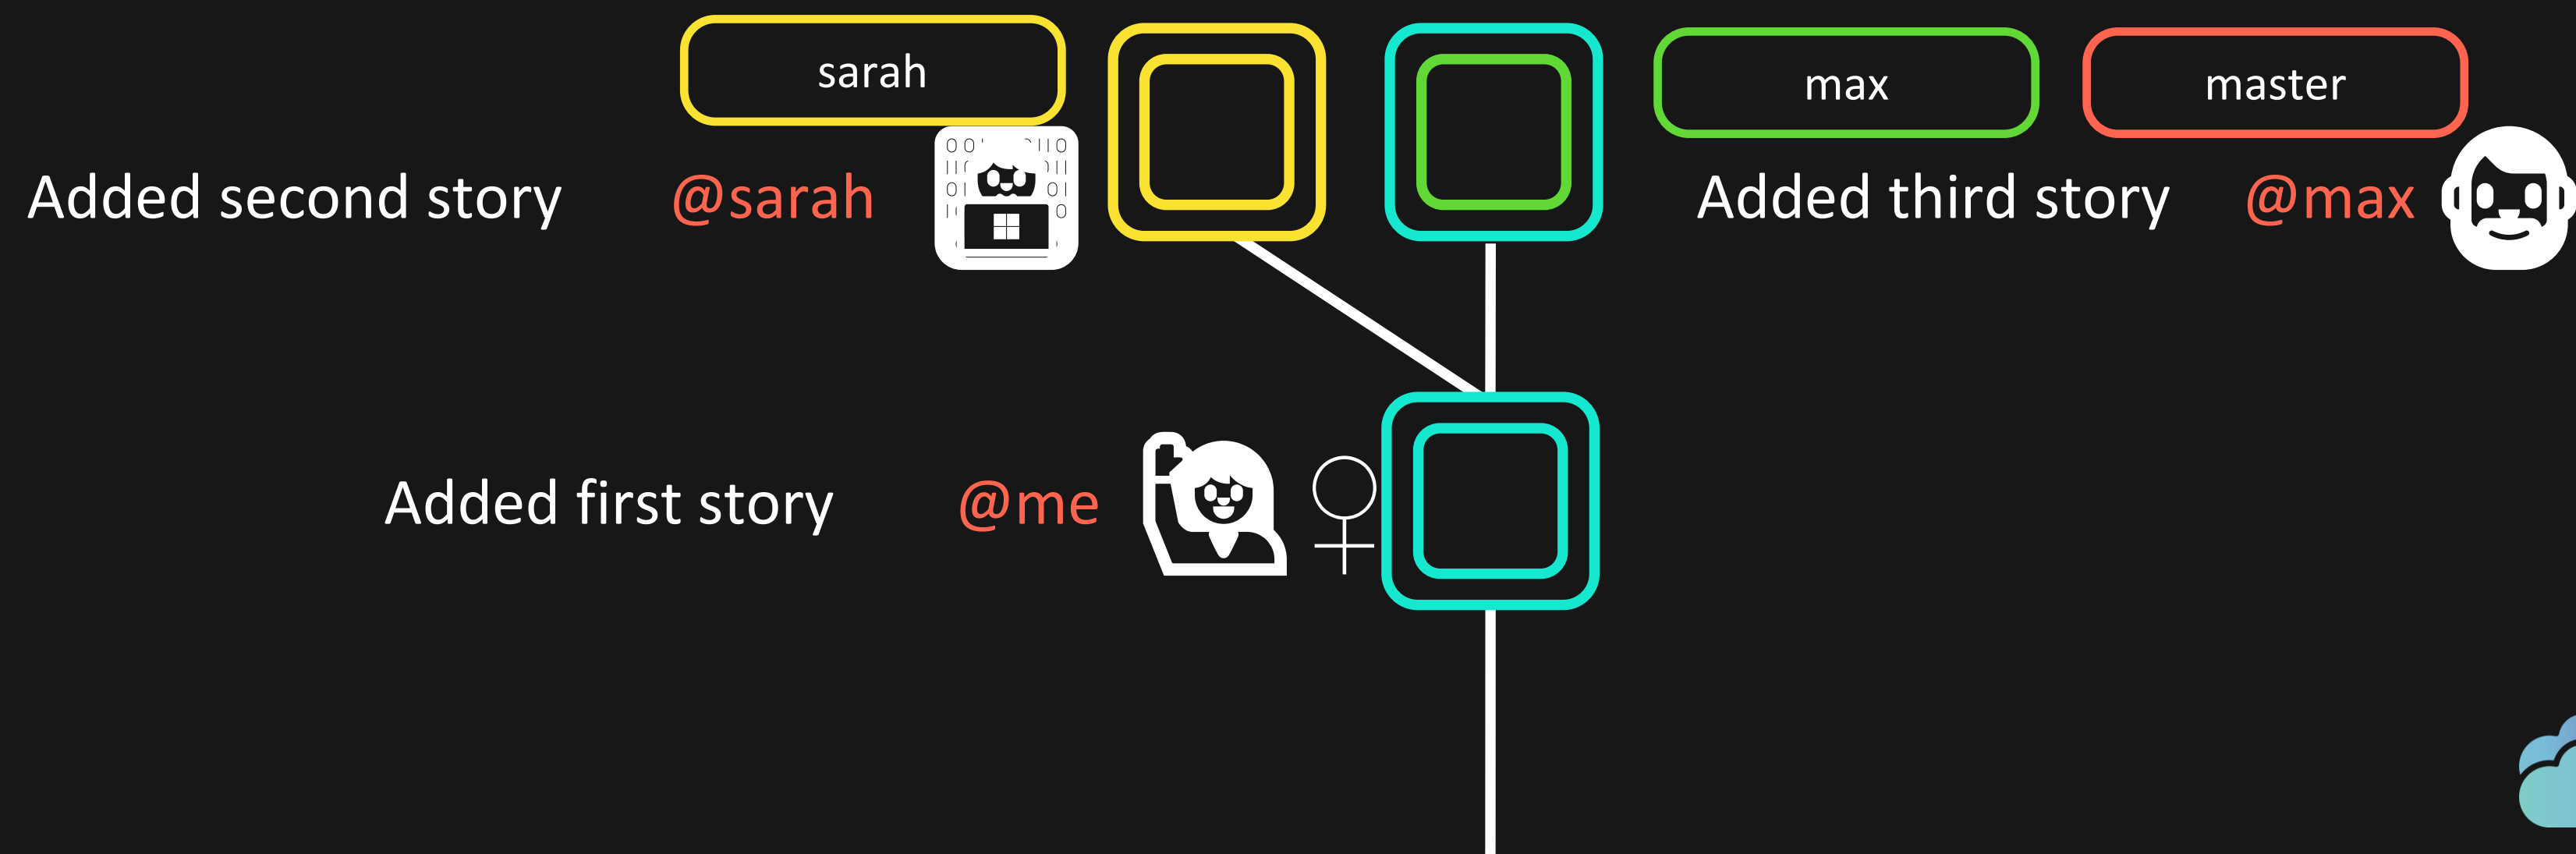 sarah
max
master
Added second story @sarah
Added third story @max
Added first story @me